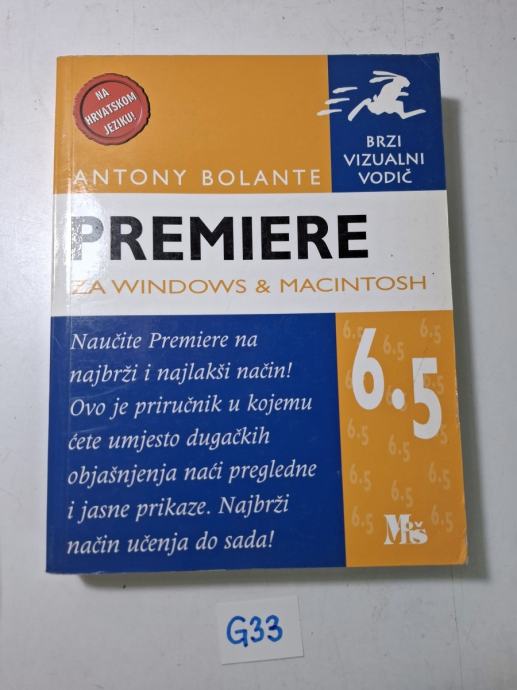 NA
HRVATSKOM
JEZIKU!
BRZI
VIZUALNI
VODIČ
ANTONY BOLANTE
PREMIERE
ZA WINDOWS & MACINTOSH
Naučite Premiere na
najbrži i najlakši način!
Ovo je priručnik u kojemu
ćete umjesto dugačkih
objašnjenja naći pregledne
i jasne prikaze. Najbrži
način učenja do sada!
6.5
Miš
G33